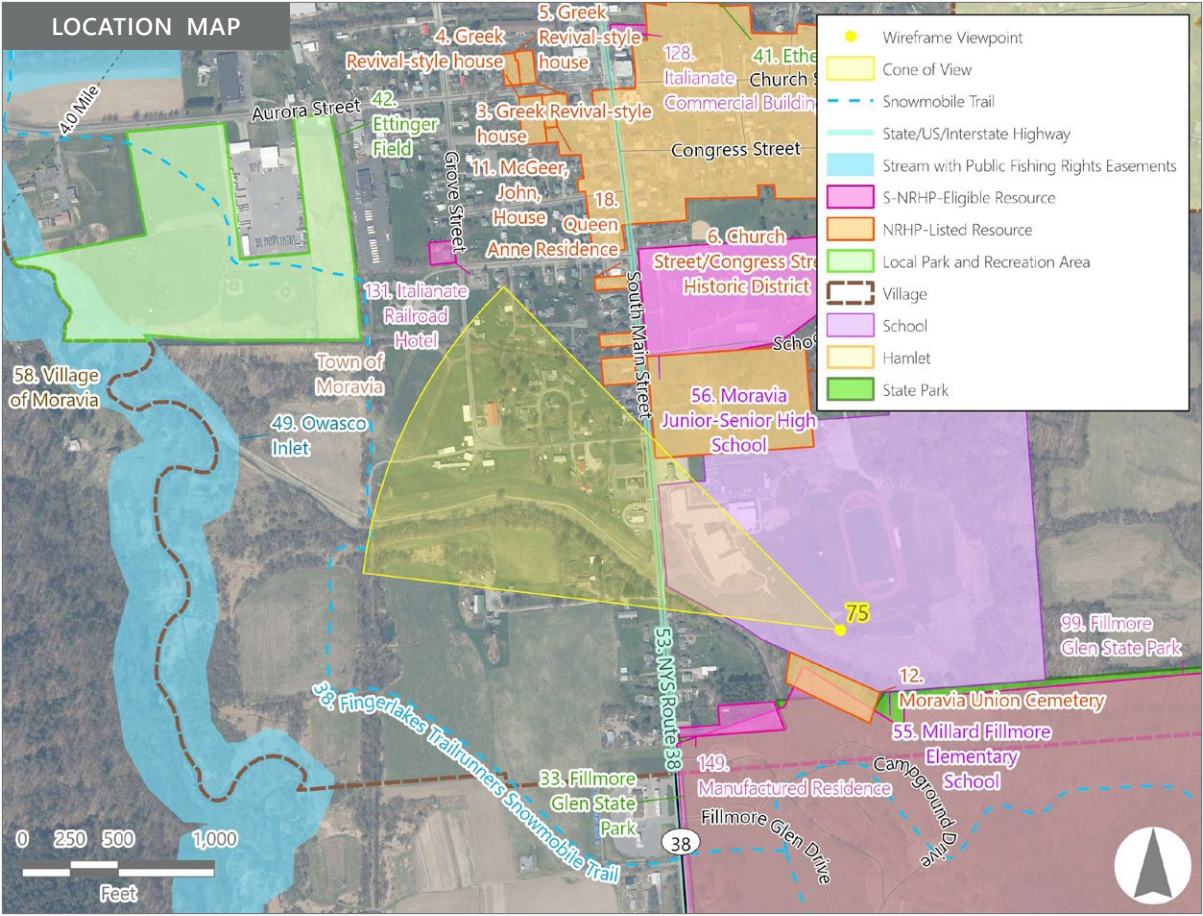 LOCATION MAP
4.0 Mile
Aurora Street
42.
Ettinger
Field
4. Greek
Revival-style house
5. Greek
Revival-style
house
3. Greek Revival-style
house
128.
Italianate
Commercial Buildin
41. Ethe
Church S
Congress Street
Grove Street
11. McGeer,
John,
House
18.
Queen
Anne Residence
6. Church
Street/Congress Stre
Historic District
131. Italianate
Railroad
Hotel
South Main Street
Scho
Town of
Moravia
58. Village
of Moravia
49. Owasco
Inlet
56. Moravia
Junior-Senior High
School
75
99. Fillmore
Glen State Park
12.
Moravia Union Cemetery
55. Millard Fillmore
Elementary
School
53. NYS Route 38
38. Fingerlakes Trailrunners Snowmobile Trail
149.
Manufactured Residence
33. Fillmore
Glen State
Park
Campground Drive
Fillmore Glen Drive
38
0 250 500 1,000
Feet
Wireframe Viewpoint
Cone of View
Snowmobile Trail
State/US/Interstate Highway
Stream with Public Fishing Rights Easements
S-NRHP-Eligible Resource
NRHP-Listed Resource
Local Park and Recreation Area
Village
School
Hamlet
State Park